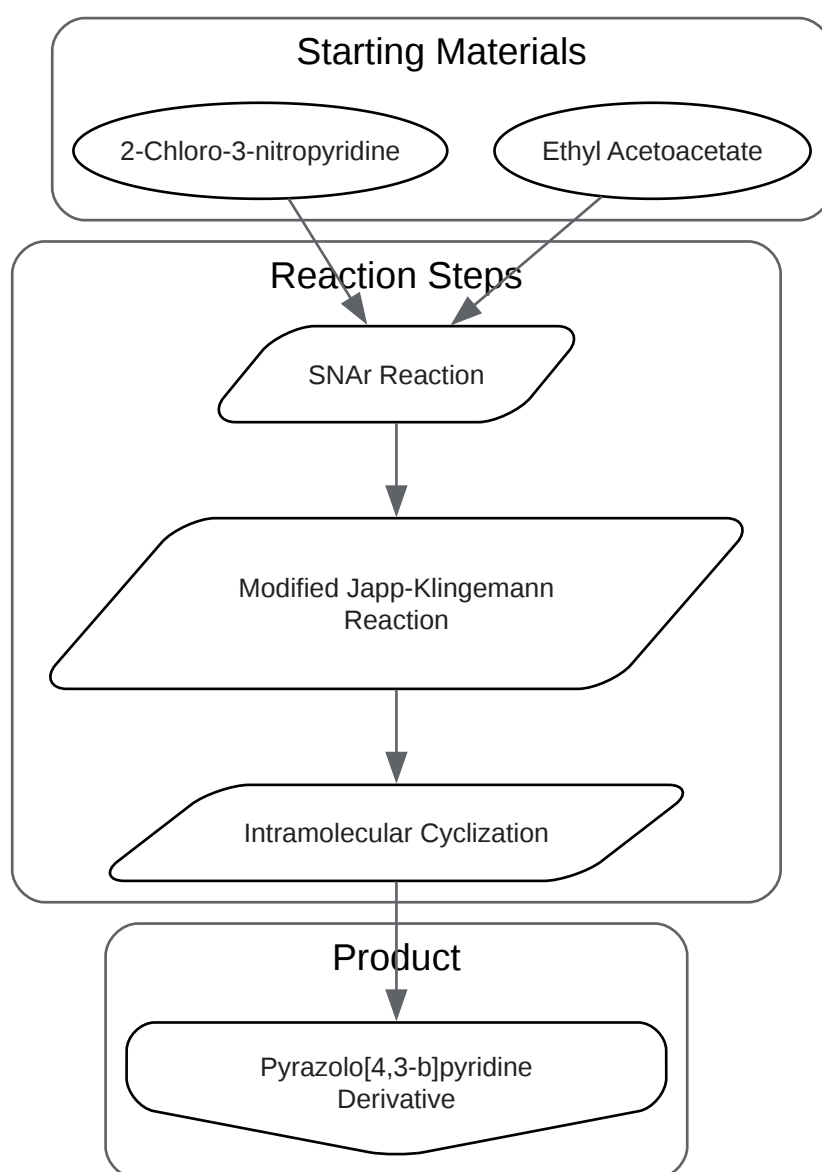 Starting Materials
2-Chloro-3-nitropyridine
Ethyl Acetoacetate
Reaction Steps
SNAr Reaction
Modified Japp-Klingemann
Reaction
Intramolecular Cyclization
Product
Pyrazolo[4,3-b]pyridine
Derivative